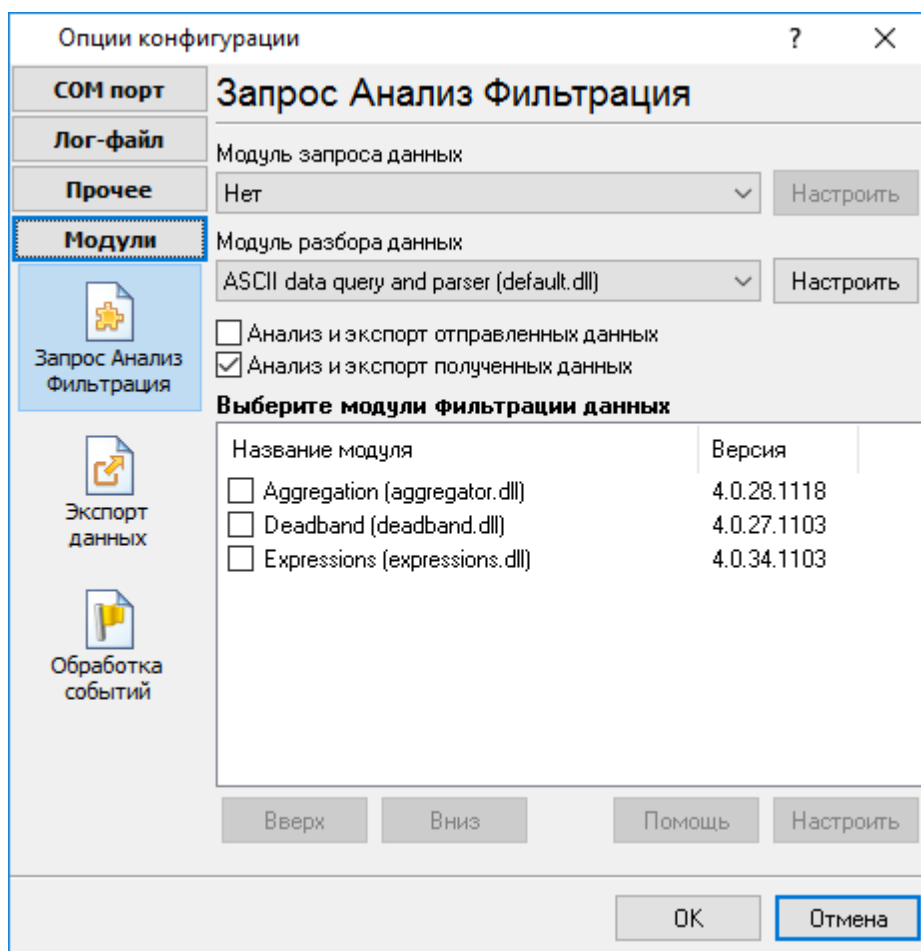 Опции конфигурации
?
COM порт
Лог-файл
Прочее
Модули
Запрос Анализ
Фильтрация
Экспорт
данных
Обработка
событий
Запрос Анализ Фильтрация
Модуль запроса данных
Нет
Настроить
Модуль разбора данных
ASCII data query and parser (default.dll)
Настроить
Анализ и экспорт отправленных данных
Анализ и экспорт полученных данных
Выберите модули фильтрации данных
Название модуля Версия
Aggregation (aggregator.dll) 4.0.28.1118
Deadband (deadband.dll) 4.0.27.1103
Expressions (expressions.dll) 4.0.34.1103
Вверх Вниз Помощь Настроить
OK Отмена